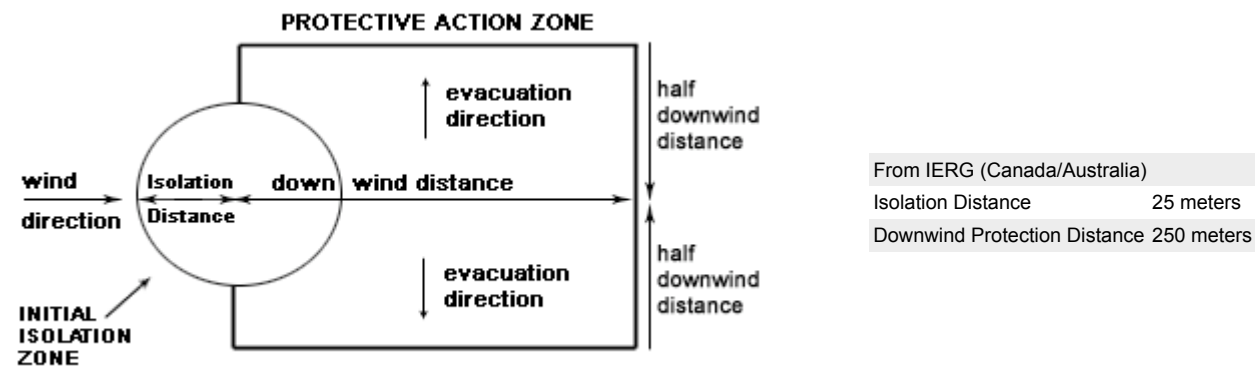 PROTECTIVE ACTION ZONE
evacuation
direction
half
downwind
distance
wind
direction
Isolation
Distance
down wind distance
evacuation
direction
half
downwind
distance
INITIAL
ISOLATION
ZONE
From IERG (Canada/Australia)
Isolation Distance 25 meters
Downwind Protection Distance 250 meters